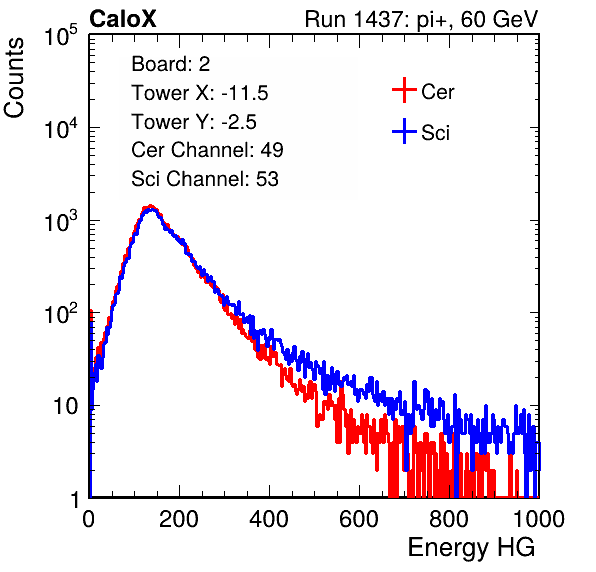 CaloX Run 1437: pi+, 60 GeV
Counts
Board: 2
Tower X: -11.5
Tower Y: -2.5
Cer Channel: 49
Sci Channel: 53
Cer
Sci
10^5
10^4
10^3
10^2
10
1
0 200 400 600 800 1000
Energy HG